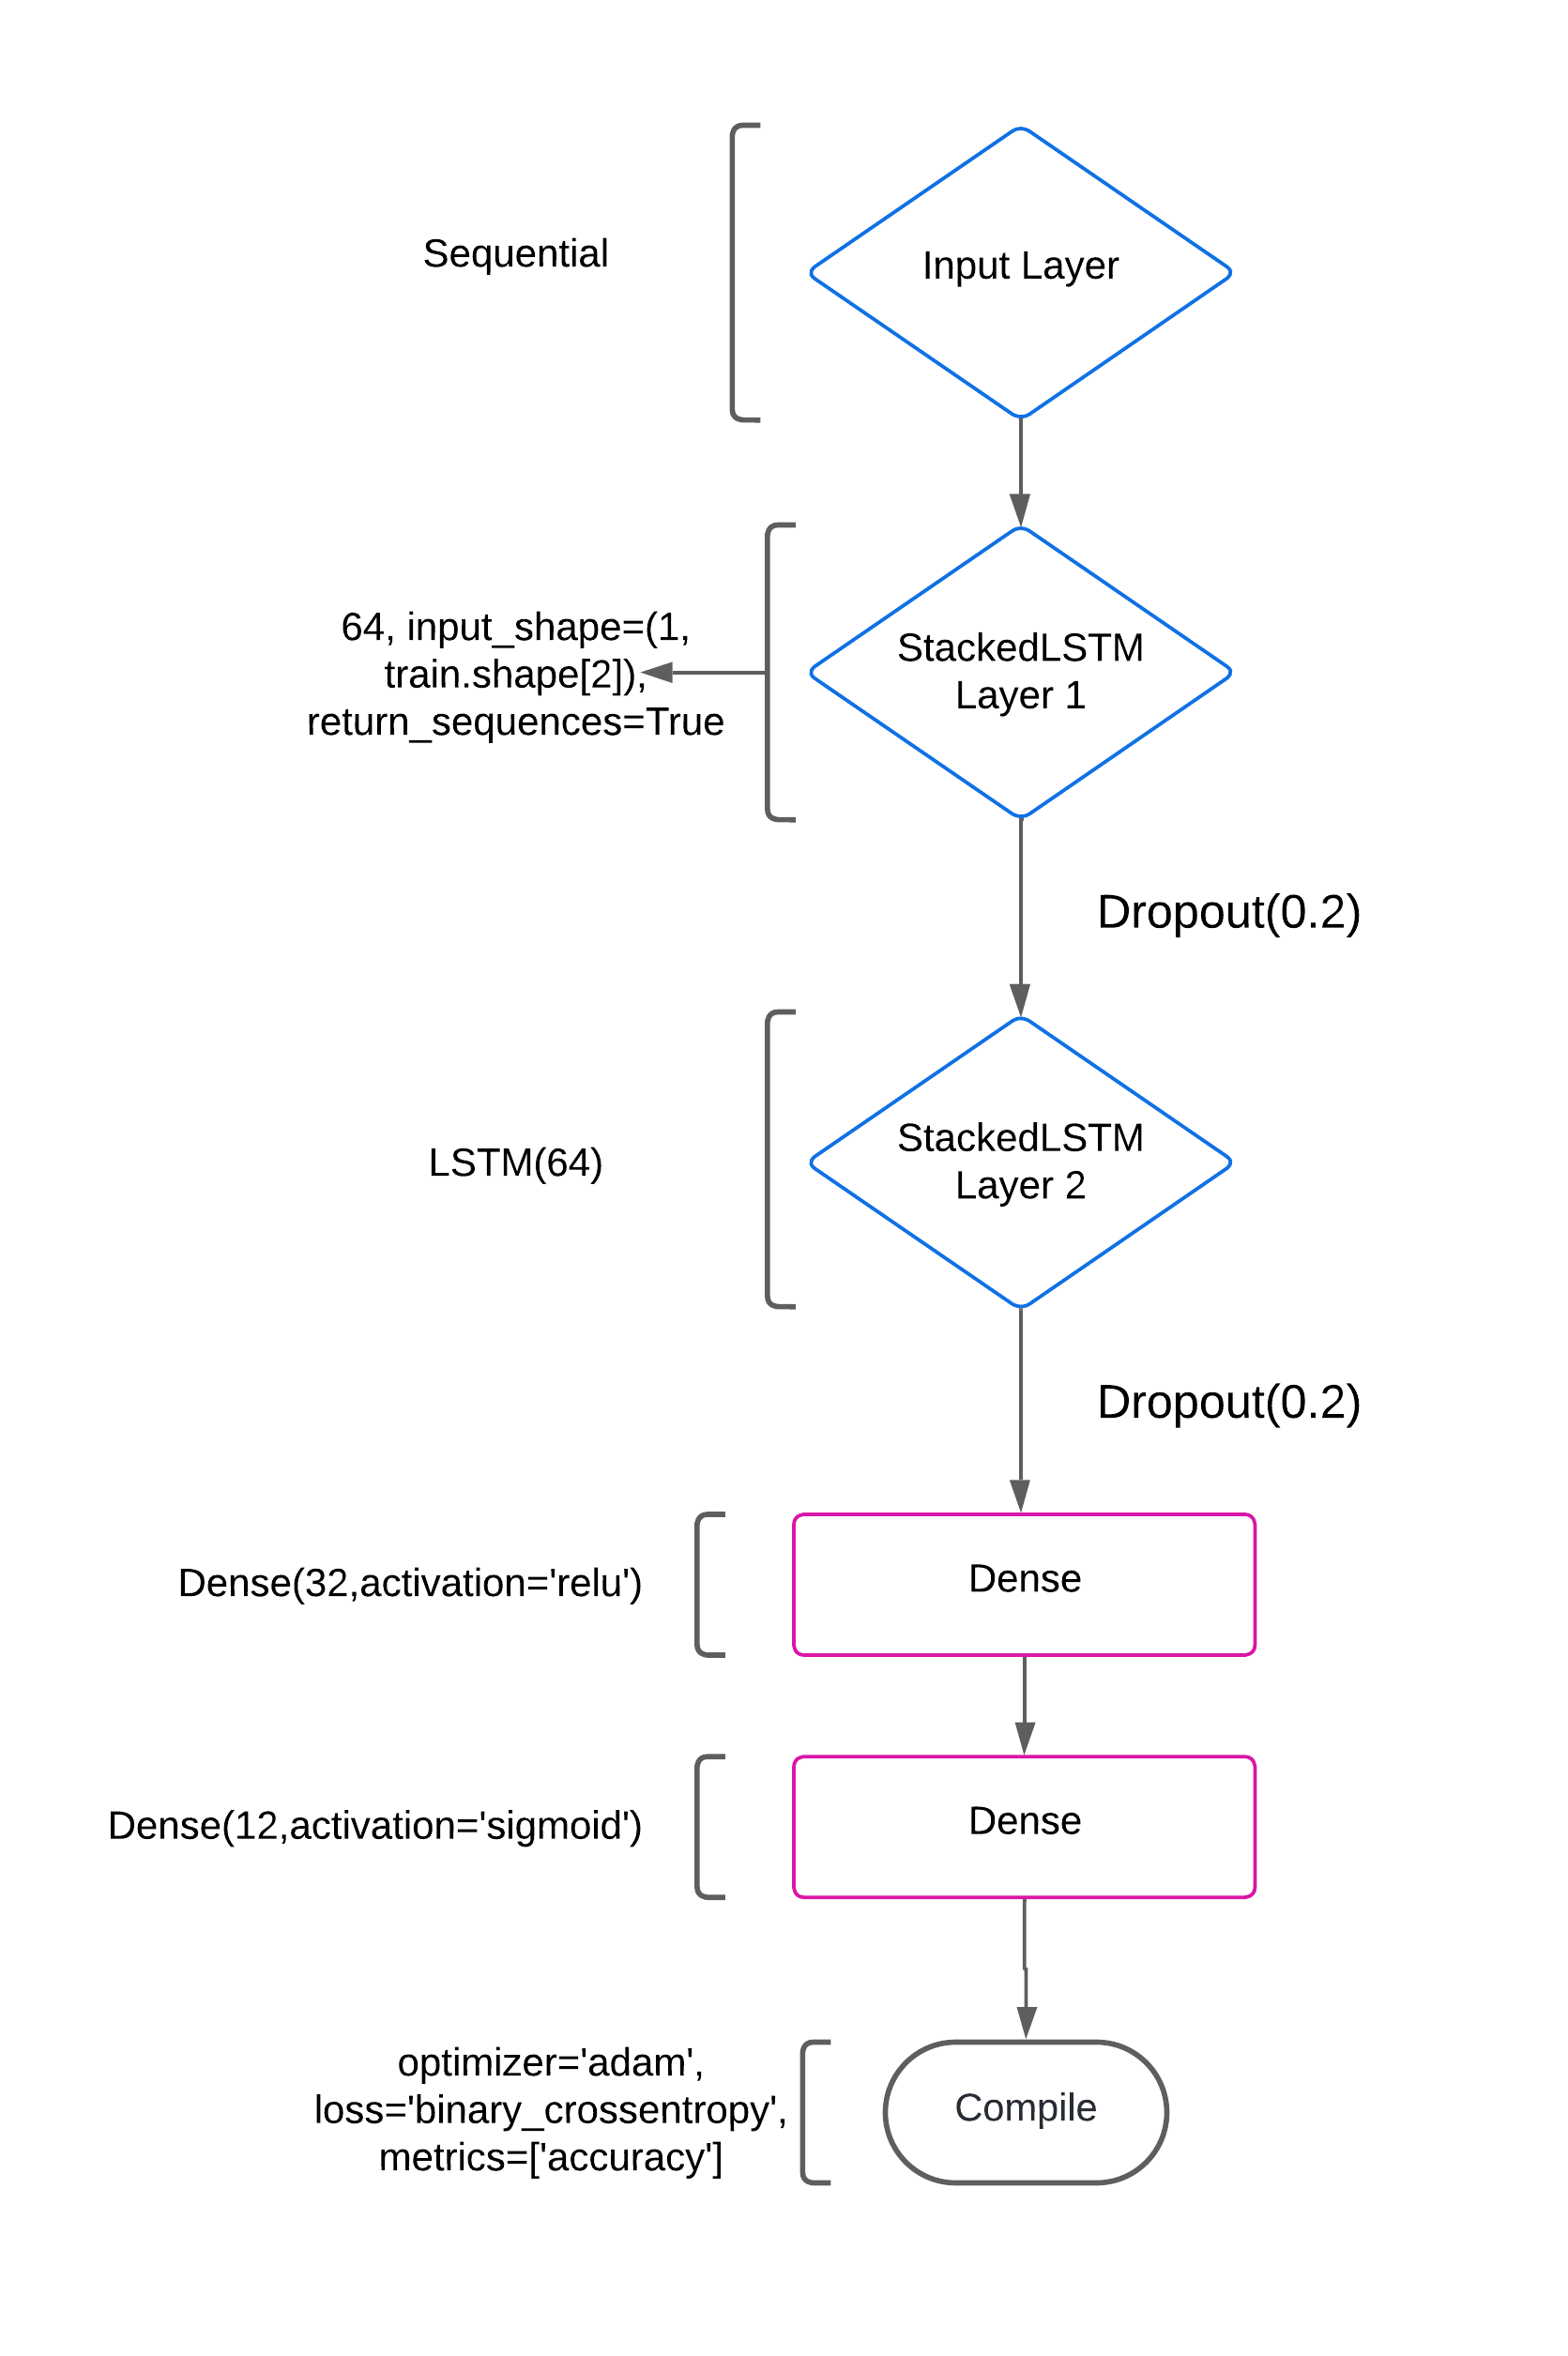 Sequential
Input Layer
64, input_shape=(1,
train.shape[2]),
return_sequences=True
StackedLSTM
Layer 1
Dropout(0.2)
LSTM(64)
StackedLSTM
Layer 2
Dropout(0.2)
Dense(32,activation='relu')
Dense
Dense(12,activation='sigmoid')
Dense
optimizer='adam',
loss='binary_crossentropy',
metrics=['accuracy']
Compile